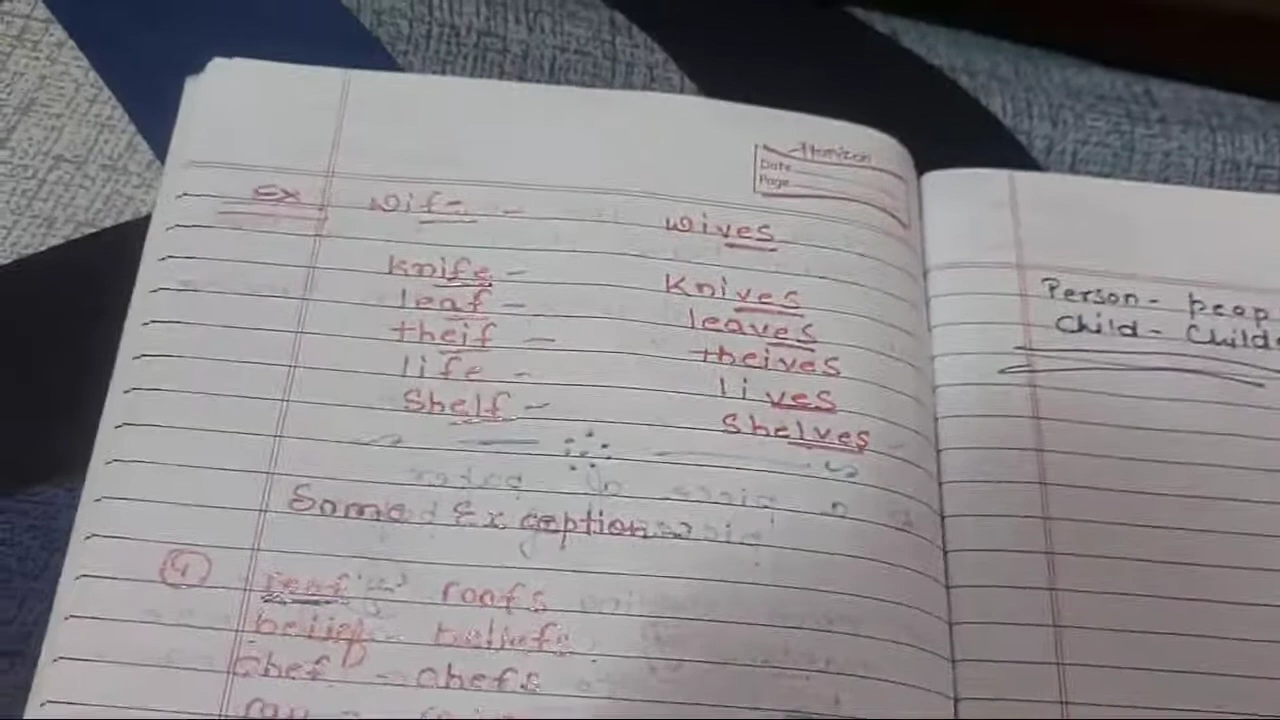 Horizon
Date
Page
Ex wife - wives
Knife - Knives
leaf - leaves
theif - theives
life - lives
Shelf - Shelves
Some Exceptions
roof - roofs
belief - beliefs
Chef - Chefs
Person - peop
Child - Child